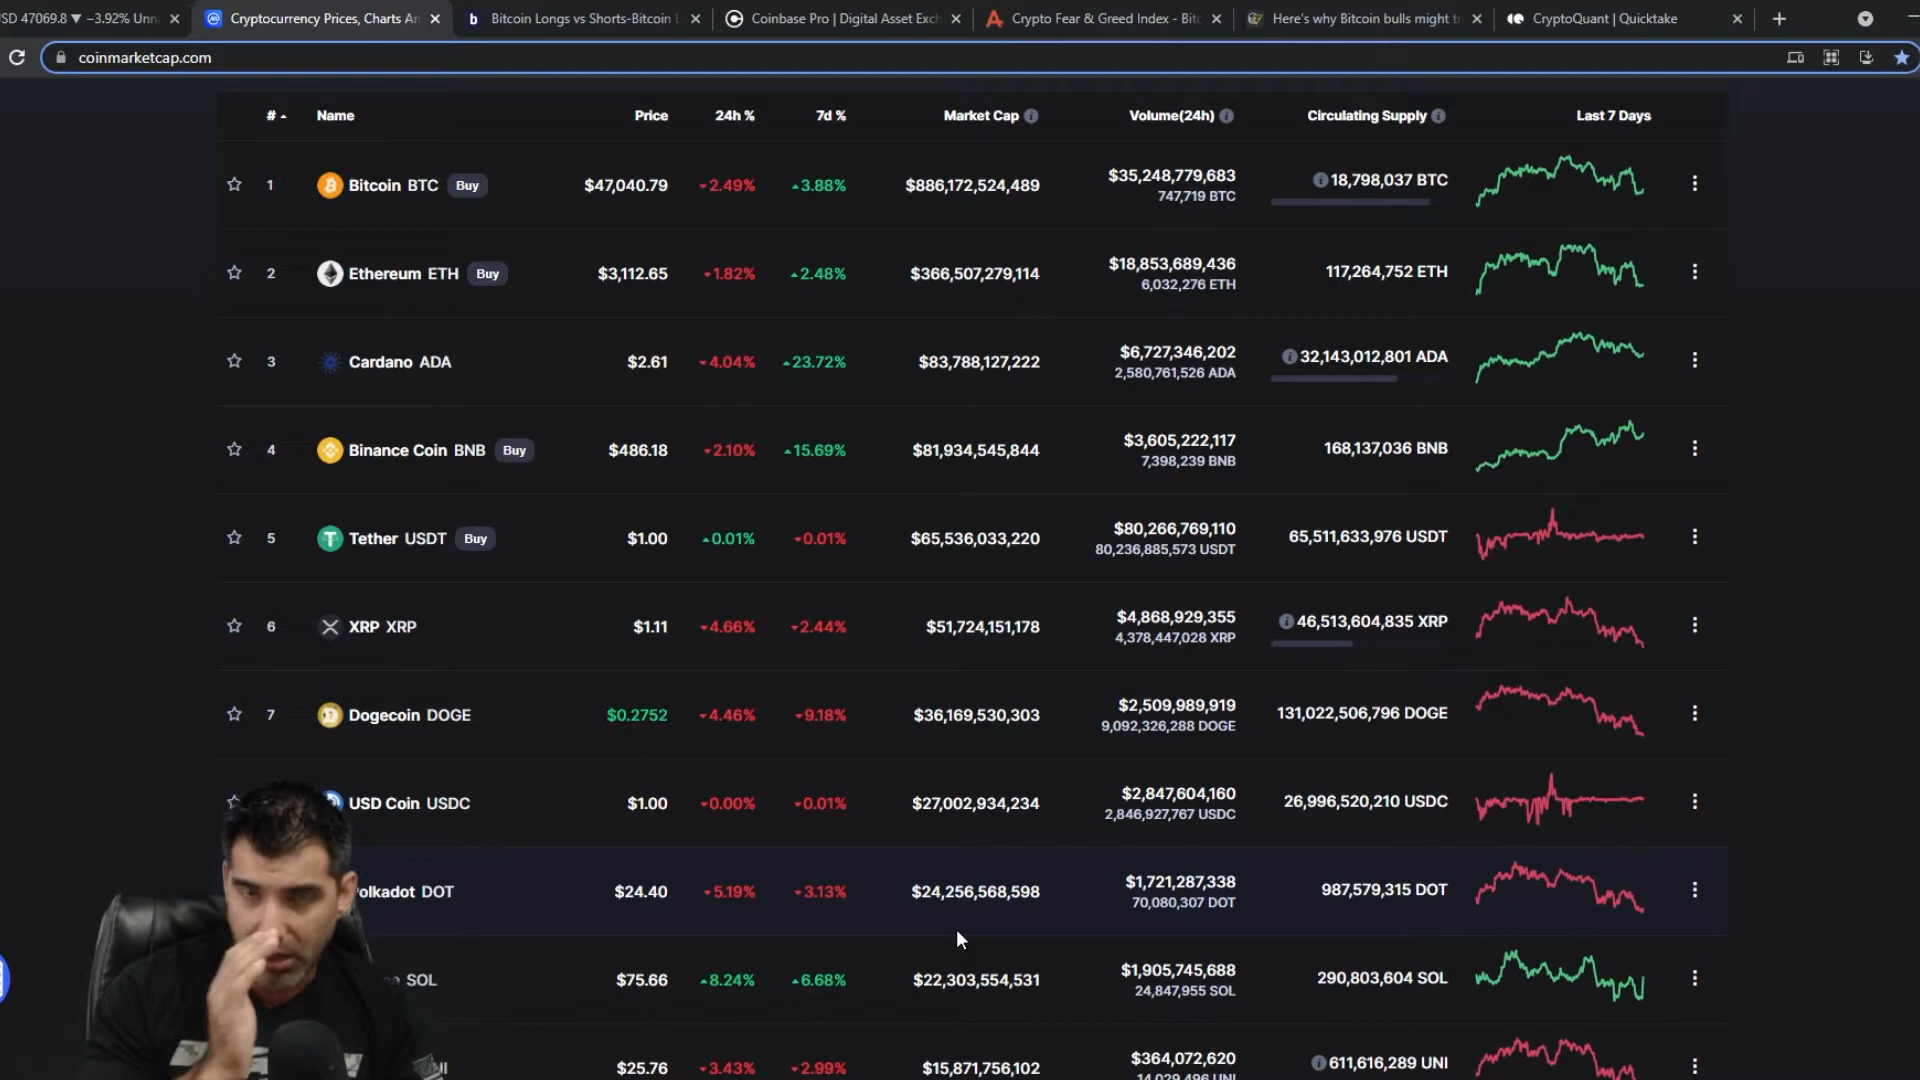 SD 47069.8 ▼ −3.92% Unn
Cryptocurrency Prices, Charts An
Bitcoin Longs vs Shorts-Bitcoin L
Coinbase Pro | Digital Asset Exch
Crypto Fear & Greed Index - Bitc
Here's why Bitcoin bulls might tr
CryptoQuant | Quicktake
coinmarketcap.com
# Name Price 24h % 7d % Market Cap Volume(24h) Circulating Supply Last 7 Days
1 Bitcoin BTC Buy $47,040.79 2.49% 3.88% $886,172,524,489 $35,248,779,683 18,798,037 BTC
747,719 BTC
2 Ethereum ETH Buy $3,112.65 1.82% 2.48% $366,507,279,114 $18,853,689,436 117,264,752 ETH
6,032,276 ETH
3 Cardano ADA $2.61 4.04% 23.72% $83,788,127,222 $6,727,346,202 32,143,012,801 ADA
2,580,761,526 ADA
4 Binance Coin BNB Buy $486.18 2.10% 15.69% $81,934,545,844 $3,605,222,117 168,137,036 BNB
7,398,239 BNB
5 Tether USDT Buy $1.00 0.01% 0.01% $65,536,033,220 $80,266,769,110 65,511,633,976 USDT
80,236,885,573 USDT
6 XRP XRP $1.11 4.66% 2.44% $51,724,151,178 $4,868,929,355 46,513,604,835 XRP
4,378,447,028 XRP
7 Dogecoin DOGE $0.2752 4.46% 9.18% $36,169,530,303 $2,509,989,919 131,022,506,796 DOGE
9,092,326,288 DOGE
USD Coin USDC $1.00 0.00% 0.01% $27,002,934,234 $2,847,604,160 26,996,520,210 USDC
2,846,927,767 USDC
olkadot DOT $24.40 5.19% 3.13% $24,256,568,598 $1,721,287,338 987,579,315 DOT
70,080,307 DOT
SOL $75.66 8.24% 6.68% $22,303,554,531 $1,905,745,688 290,803,604 SOL
24,847,955 SOL
$25.76 3.43% 2.99% $15,871,756,102 $364,072,620 611,616,289 UNI
14,029,496 UNI